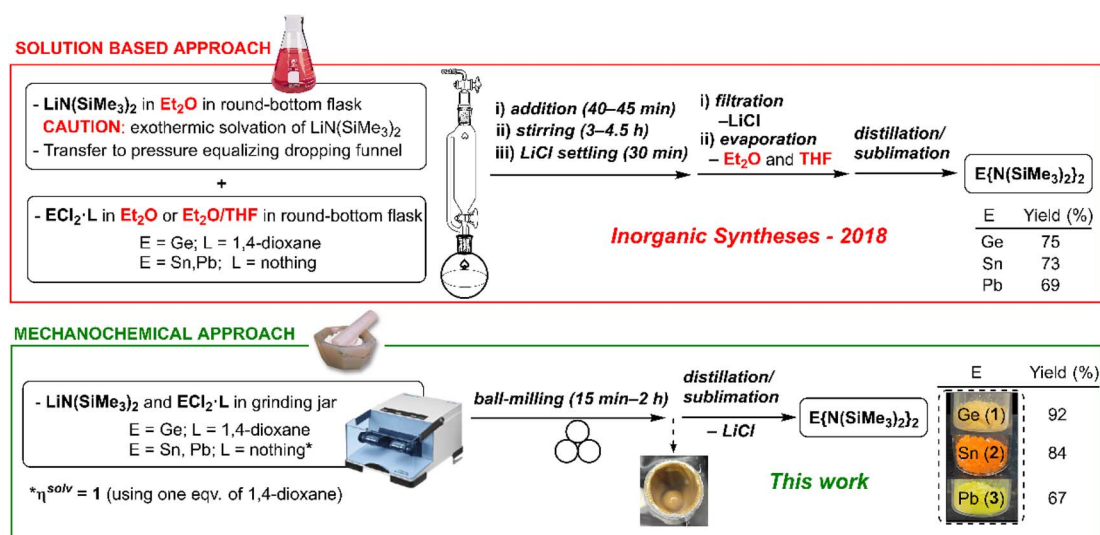 SOLUTION BASED APPROACH
- LiN(SiMe3)2 in Et2O in round-bottom flask
CAUTION: exothermic solvation of LiN(SiMe3)2
- Transfer to pressure equalizing dropping funnel
+
- ECl2·L in Et2O or Et2O/THF in round-bottom flask
E = Ge; L = 1,4-dioxane
E = Sn,Pb; L = nothing
i) addition (40–45 min)
ii) stirring (3–4.5 h)
iii) LiCl settling (30 min)
i) filtration
–LiCl
ii) evaporation
– Et2O and THF
distillation/
sublimation
E{N(SiMe3)2}2
Inorganic Syntheses - 2018
E Yield (%)
Ge 75
Sn 73
Pb 69
MECHANOCHEMICAL APPROACH
- LiN(SiMe3)2 and ECl2·L in grinding jar
E = Ge; L = 1,4-dioxane
E = Sn, Pb; L = nothing*
*ηsolv = 1 (using one eqv. of 1,4-dioxane)
ball-milling (15 min–2 h)
distillation/
sublimation
– LiCl
E{N(SiMe3)2}2
This work
E Yield (%)
Ge (1) 92
Sn (2) 84
Pb (3) 67